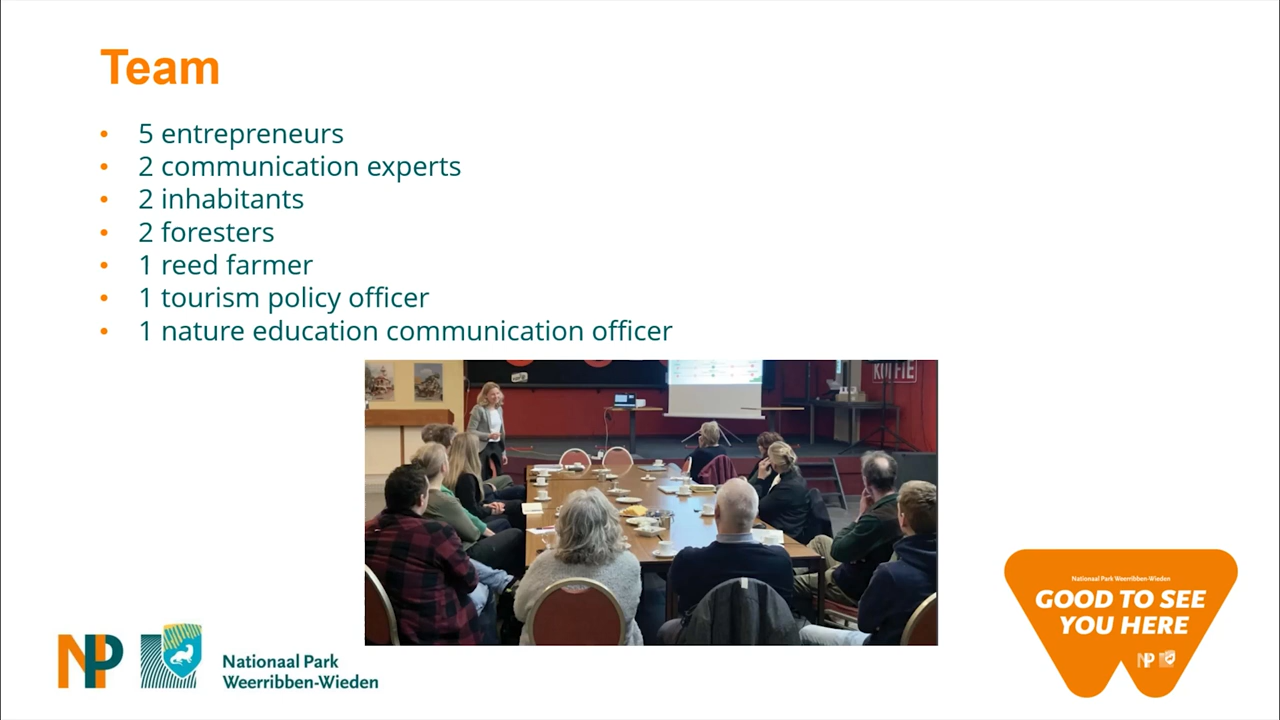 Team
• 5 entrepreneurs
• 2 communication experts
• 2 inhabitants
• 2 foresters
• 1 reed farmer
• 1 tourism policy officer
• 1 nature education communication officer
KOFFIE
NP
Nationaal Park
Weerribben-Wieden
Nationaal Park Weerribben-Wieden
GOOD TO SEE
YOU HERE
NP